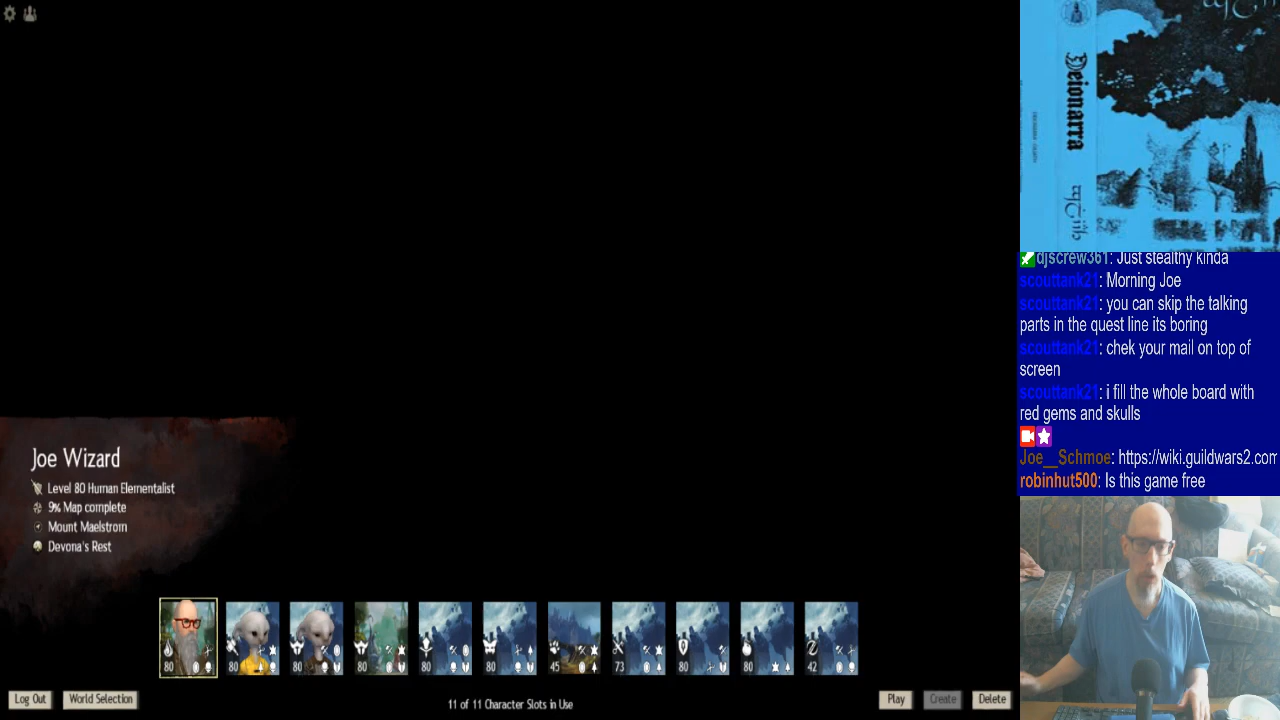 Deionarra
djscrew361: Just stealthy kinda
scouttank21: Morning Joe
scouttank21: you can skip the talking
parts in the quest line its boring
scouttank21: chek your mail on top of
screen
scouttank21: i fill the whole board with
red gems and skulls
Joe__Schmoe: https://wiki.guildwars2.com
robinhut500: Is this game free
Joe Wizard
Level 80 Human Elementalist
9% Map complete
Mount Maelstrom
Devona's Rest
80 80 80 80 80 80 45 73 80 80 42
Log Out
World Selection
11 of 11 Character Slots in Use
Play
Create
Delete